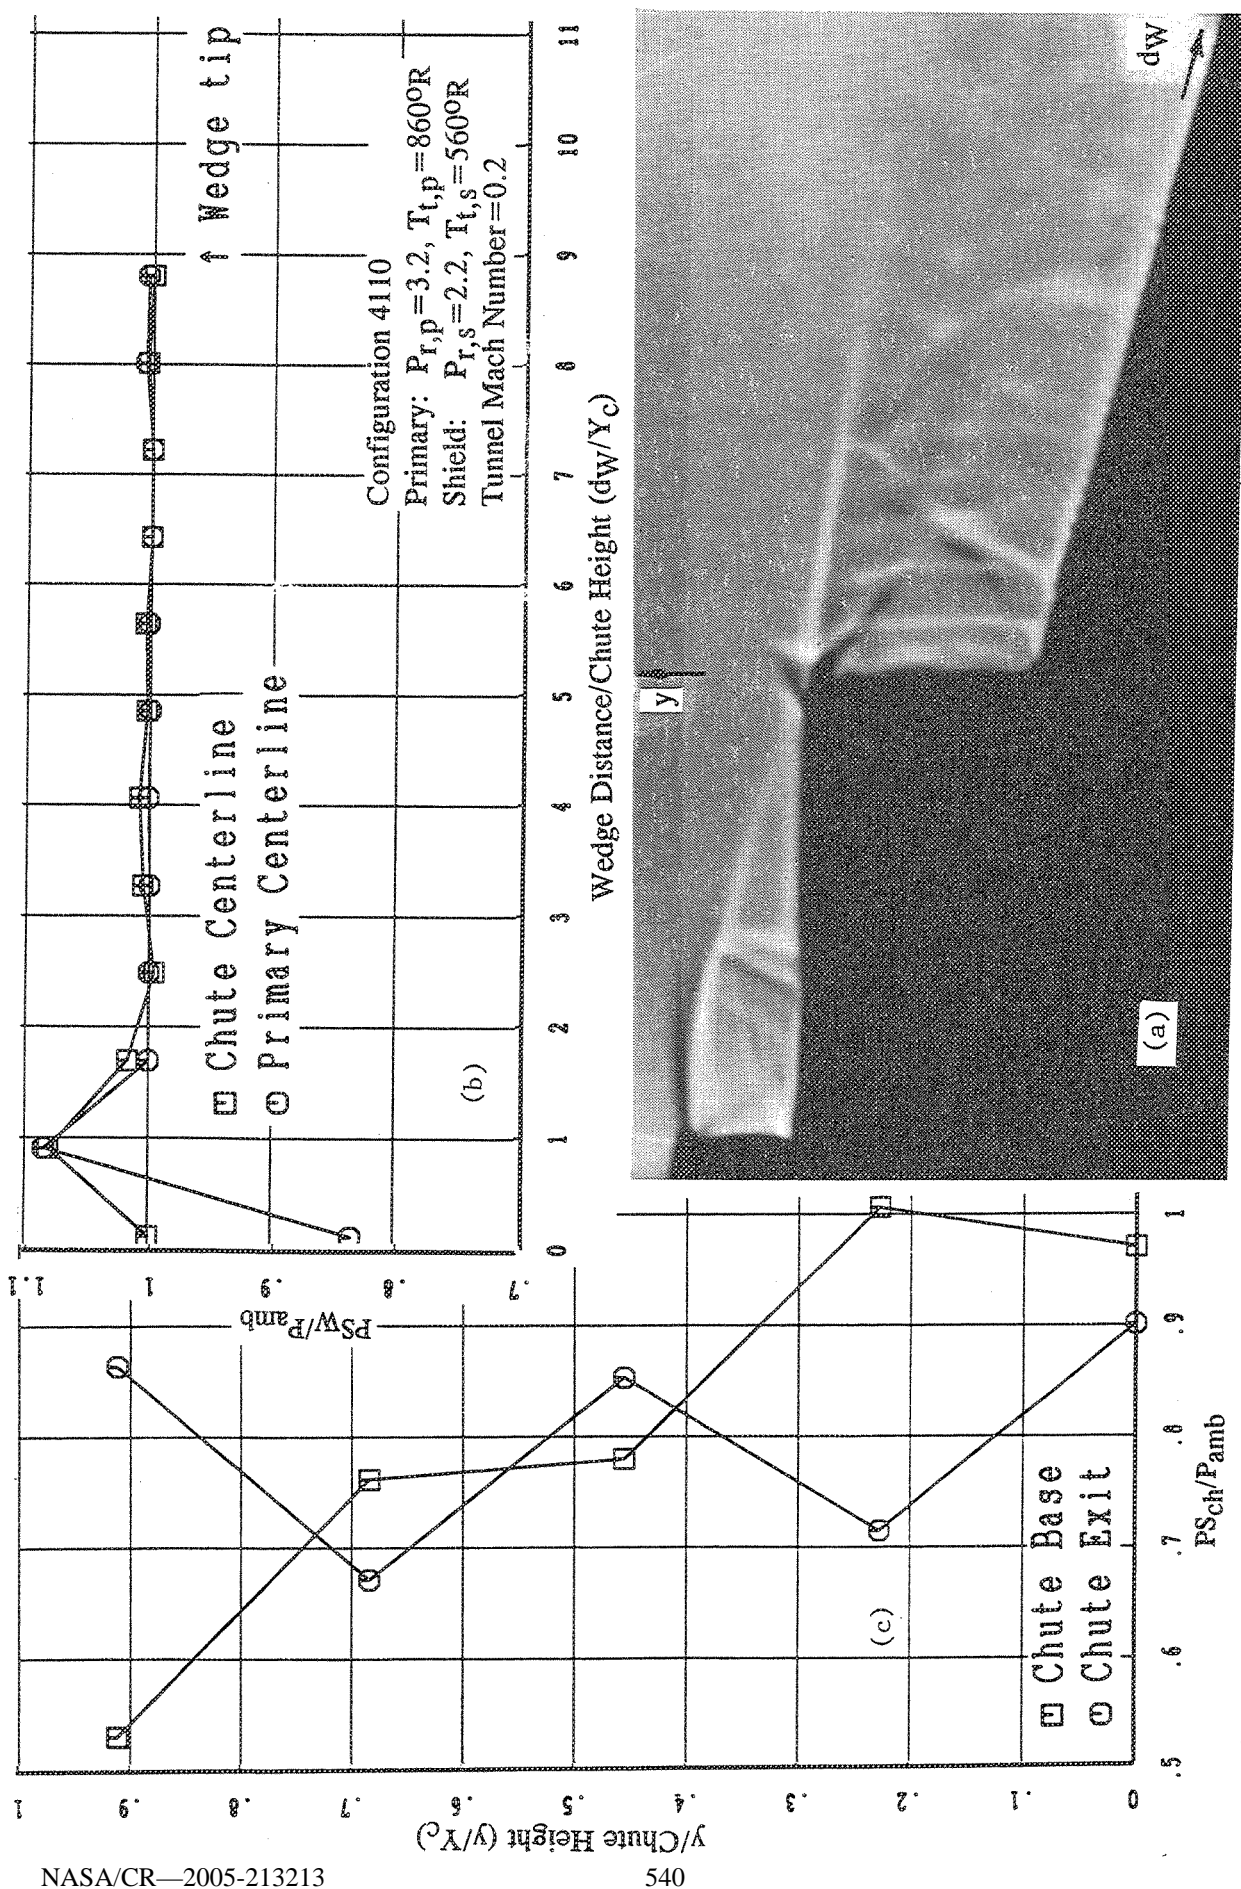 1.1
1
.9
.8
.7
PSW/Pamb
0 1 2 3 4 5 6 7 8 9 10 11
Wedge Distance/Chute Height (dw/Yc)
↑ Wedge tip
Chute Centerline
Primary Centerline
(b)
Configuration 4110
Primary: Pr,p=3.2, Tt,p=860°R
Shield: Pr,s=2.2, Tt,s=560°R
Tunnel Mach Number=0.2
y
dw
(a)
y/Chute Height (y/Yc)
1
.9
.8
.7
.6
.5
.4
.3
.2
.1
0
.5 .6 .7 .8 .9 1
PSch/Pamb
Chute Base
Chute Exit
(c)
NASA/CR—2005-213213
540